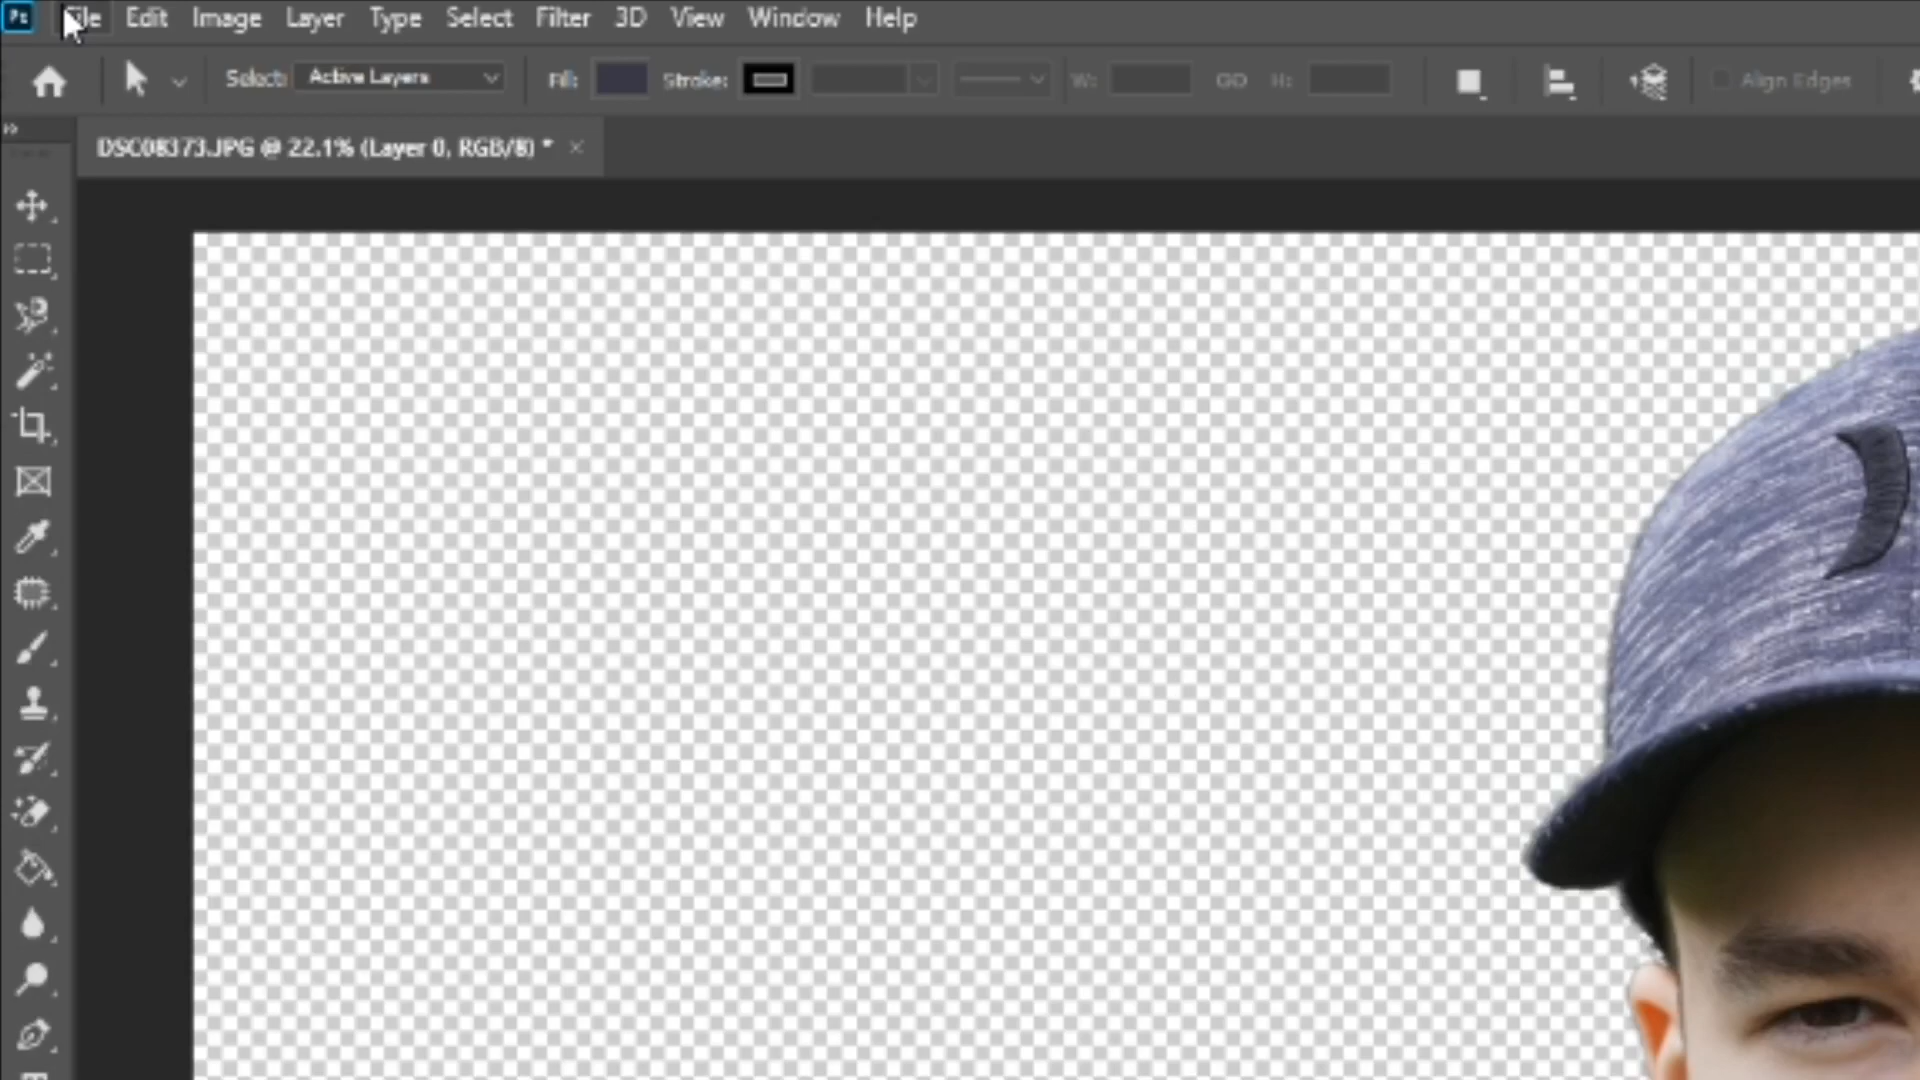 Ps File Edit Image Layer Type Select Filter 3D View Window Help
Select: Active Layers Fill: Stroke: W: GO H: Align Edges
DSC08373.JPG @ 22.1% (Layer 0, RGB/8) * ×